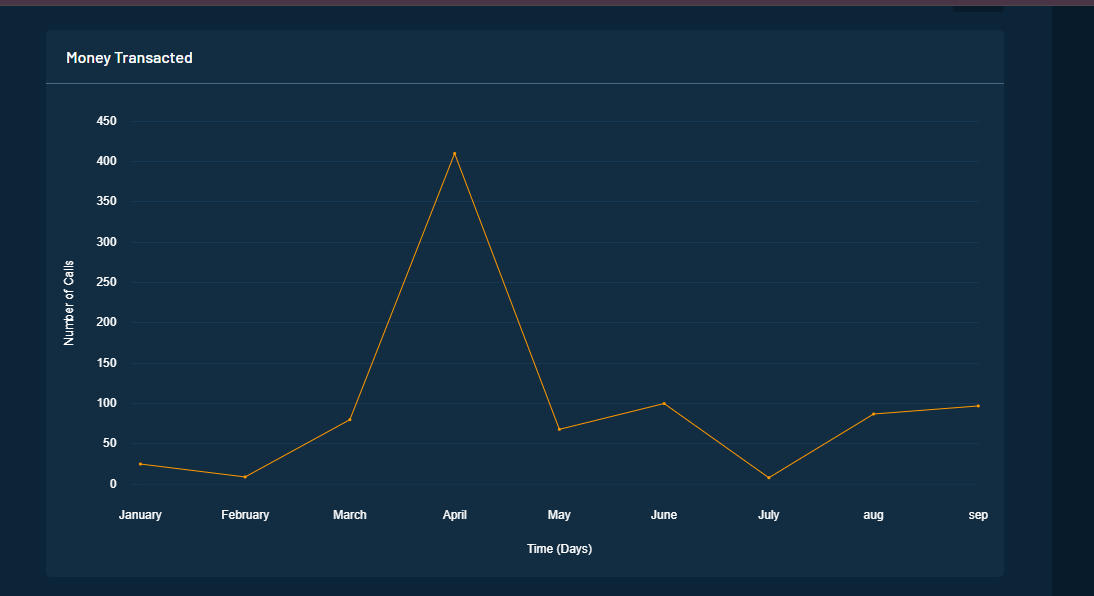 Money Transacted
450
400
350
300
250
200
150
100
50
0
Number of Calls
January February March April May June July aug sep
Time (Days)